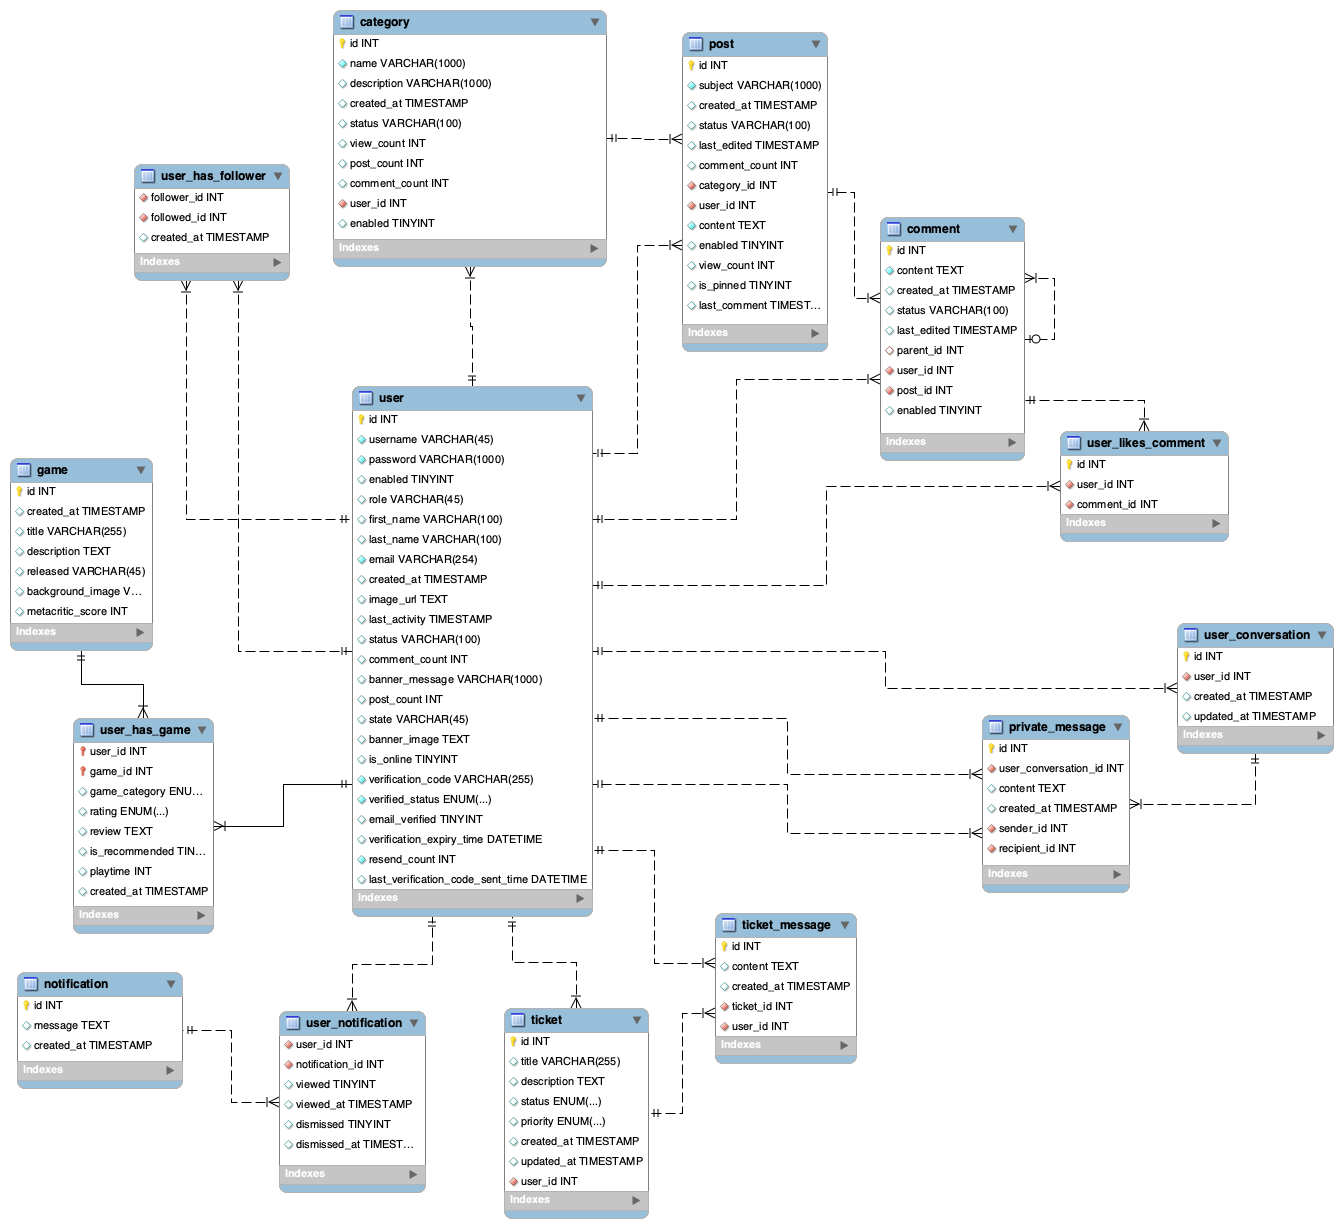 category
id INT
name VARCHAR(1000)
description VARCHAR(1000)
created_at TIMESTAMP
status VARCHAR(100)
view_count INT
post_count INT
comment_count INT
user_id INT
enabled TINYINT
Indexes
post
id INT
subject VARCHAR(1000)
created_at TIMESTAMP
status VARCHAR(100)
last_edited TIMESTAMP
comment_count INT
category_id INT
user_id INT
content TEXT
enabled TINYINT
view_count INT
is_pinned TINYINT
last_comment TIMEST...
Indexes
user_has_follower
follower_id INT
followed_id INT
created_at TIMESTAMP
Indexes
comment
id INT
content TEXT
created_at TIMESTAMP
status VARCHAR(100)
last_edited TIMESTAMP
parent_id INT
user_id INT
post_id INT
enabled TINYINT
Indexes
user
id INT
username VARCHAR(45)
password VARCHAR(1000)
enabled TINYINT
role VARCHAR(45)
first_name VARCHAR(100)
last_name VARCHAR(100)
email VARCHAR(254)
created_at TIMESTAMP
image_url TEXT
last_activity TIMESTAMP
status VARCHAR(100)
comment_count INT
banner_message VARCHAR(1000)
post_count INT
state VARCHAR(45)
banner_image TEXT
is_online TINYINT
verification_code VARCHAR(255)
verified_status ENUM(...)
email_verified TINYINT
verification_expiry_time DATETIME
resend_count INT
last_verification_code_sent_time DATETIME
Indexes
user_likes_comment
id INT
user_id INT
comment_id INT
Indexes
game
id INT
created_at TIMESTAMP
title VARCHAR(255)
description TEXT
released VARCHAR(45)
background_image V...
metacritic_score INT
Indexes
user_conversation
id INT
user_id INT
created_at TIMESTAMP
updated_at TIMESTAMP
Indexes
user_has_game
user_id INT
game_id INT
game_category ENU...
rating ENUM(...)
review TEXT
is_recommended TIN...
playtime INT
created_at TIMESTAMP
Indexes
private_message
id INT
user_conversation_id INT
content TEXT
created_at TIMESTAMP
sender_id INT
recipient_id INT
Indexes
ticket_message
id INT
content TEXT
created_at TIMESTAMP
ticket_id INT
user_id INT
Indexes
notification
id INT
message TEXT
created_at TIMESTAMP
Indexes
user_notification
user_id INT
notification_id INT
viewed TINYINT
viewed_at TIMESTAMP
dismissed TINYINT
dismissed_at TIMEST...
Indexes
ticket
id INT
title VARCHAR(255)
description TEXT
status ENUM(...)
priority ENUM(...)
created_at TIMESTAMP
updated_at TIMESTAMP
user_id INT
Indexes